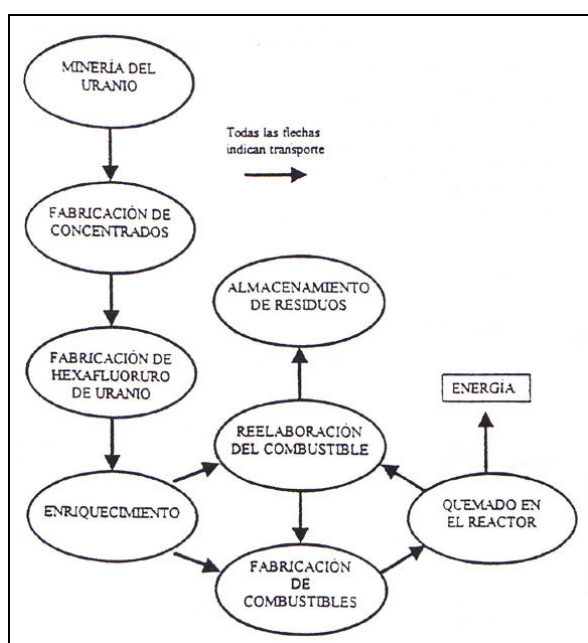 MINERÍA DEL
URANIO
Todas las flechas
indican transporte
FABRICACIÓN DE
CONCENTRADOS
ALMACENAMIENTO
DE RESIDUOS
FABRICACIÓN DE
HEXAFLUORURO
DE URANIO
ENERGÍA
REELABORACIÓN
DEL COMBUSTIBLE
ENRIQUECIMIENTO
QUEMADO EN
EL REACTOR
FABRICACIÓN
DE
COMBUSTIBLES